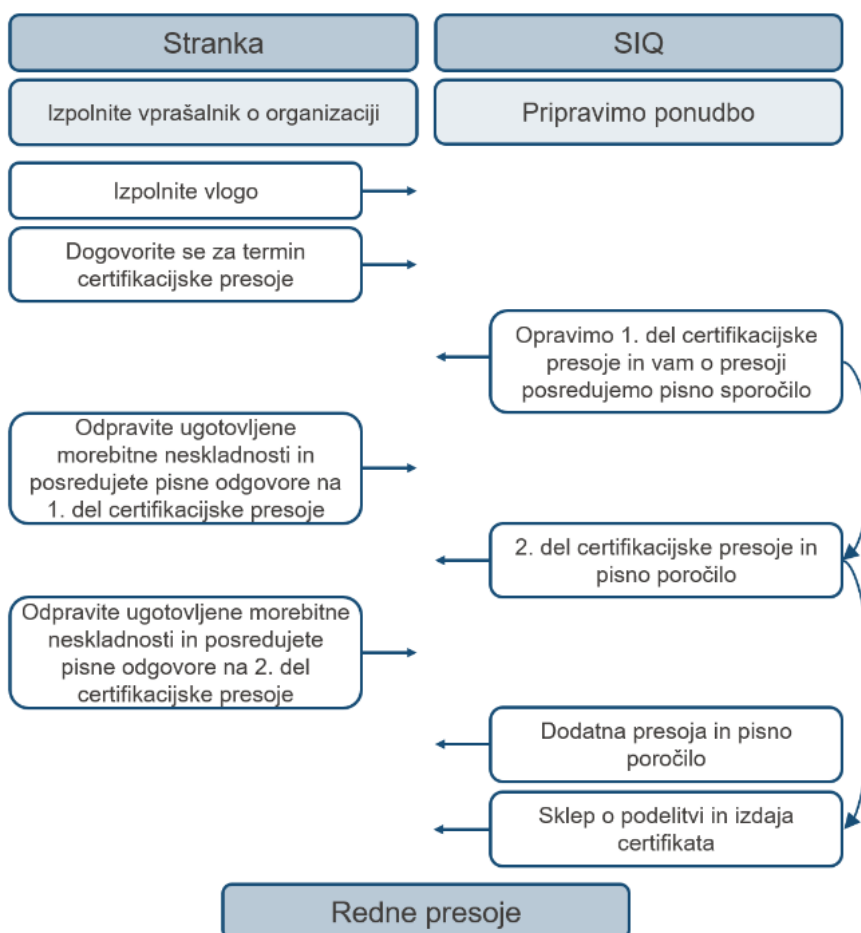 Stranka
SIQ
Izpolnite vprašalnik o organizaciji
Pripravimo ponudbo
Izpolnite vlogo
Dogovorite se za termin
certifikacijske presoje
Opravimo 1. del certifikacijske
presoje in vam o presoji
posredujemo pisno sporočilo
Odpravite ugotovljene
morebitne neskladnosti in
posredujete pisne odgovore na
1. del certifikacijske presoje
2. del certifikacijske presoje in
pisno poročilo
Odpravite ugotovljene morebitne
neskladnosti in posredujete
pisne odgovore na 2. del
certifikacijske presoje
Dodatna presoja in pisno
poročilo
Sklep o podelitvi in izdaja
certifikata
Redne presoje